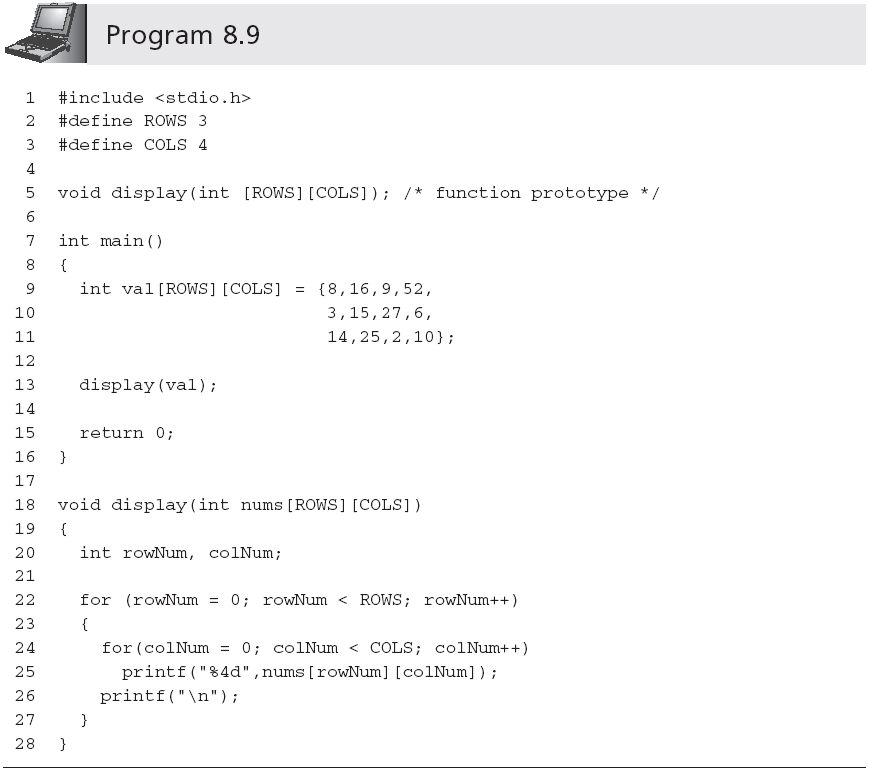 Program 8.9
1 #include <stdio.h>
2 #define ROWS 3
3 #define COLS 4
4
5 void display(int [ROWS][COLS]); /* function prototype */
6
7 int main()
8 {
9   int val[ROWS][COLS] = {8,16,9,52,
10                          3,15,27,6,
11                          14,25,2,10};
12
13   display(val);
14
15   return 0;
16 }
17
18 void display(int nums[ROWS][COLS])
19 {
20   int rowNum, colNum;
21
22   for (rowNum = 0; rowNum < ROWS; rowNum++)
23   {
24     for(colNum = 0; colNum < COLS; colNum++)
25       printf("%4d",nums[rowNum][colNum]);
26     printf("\n");
27   }
28 }